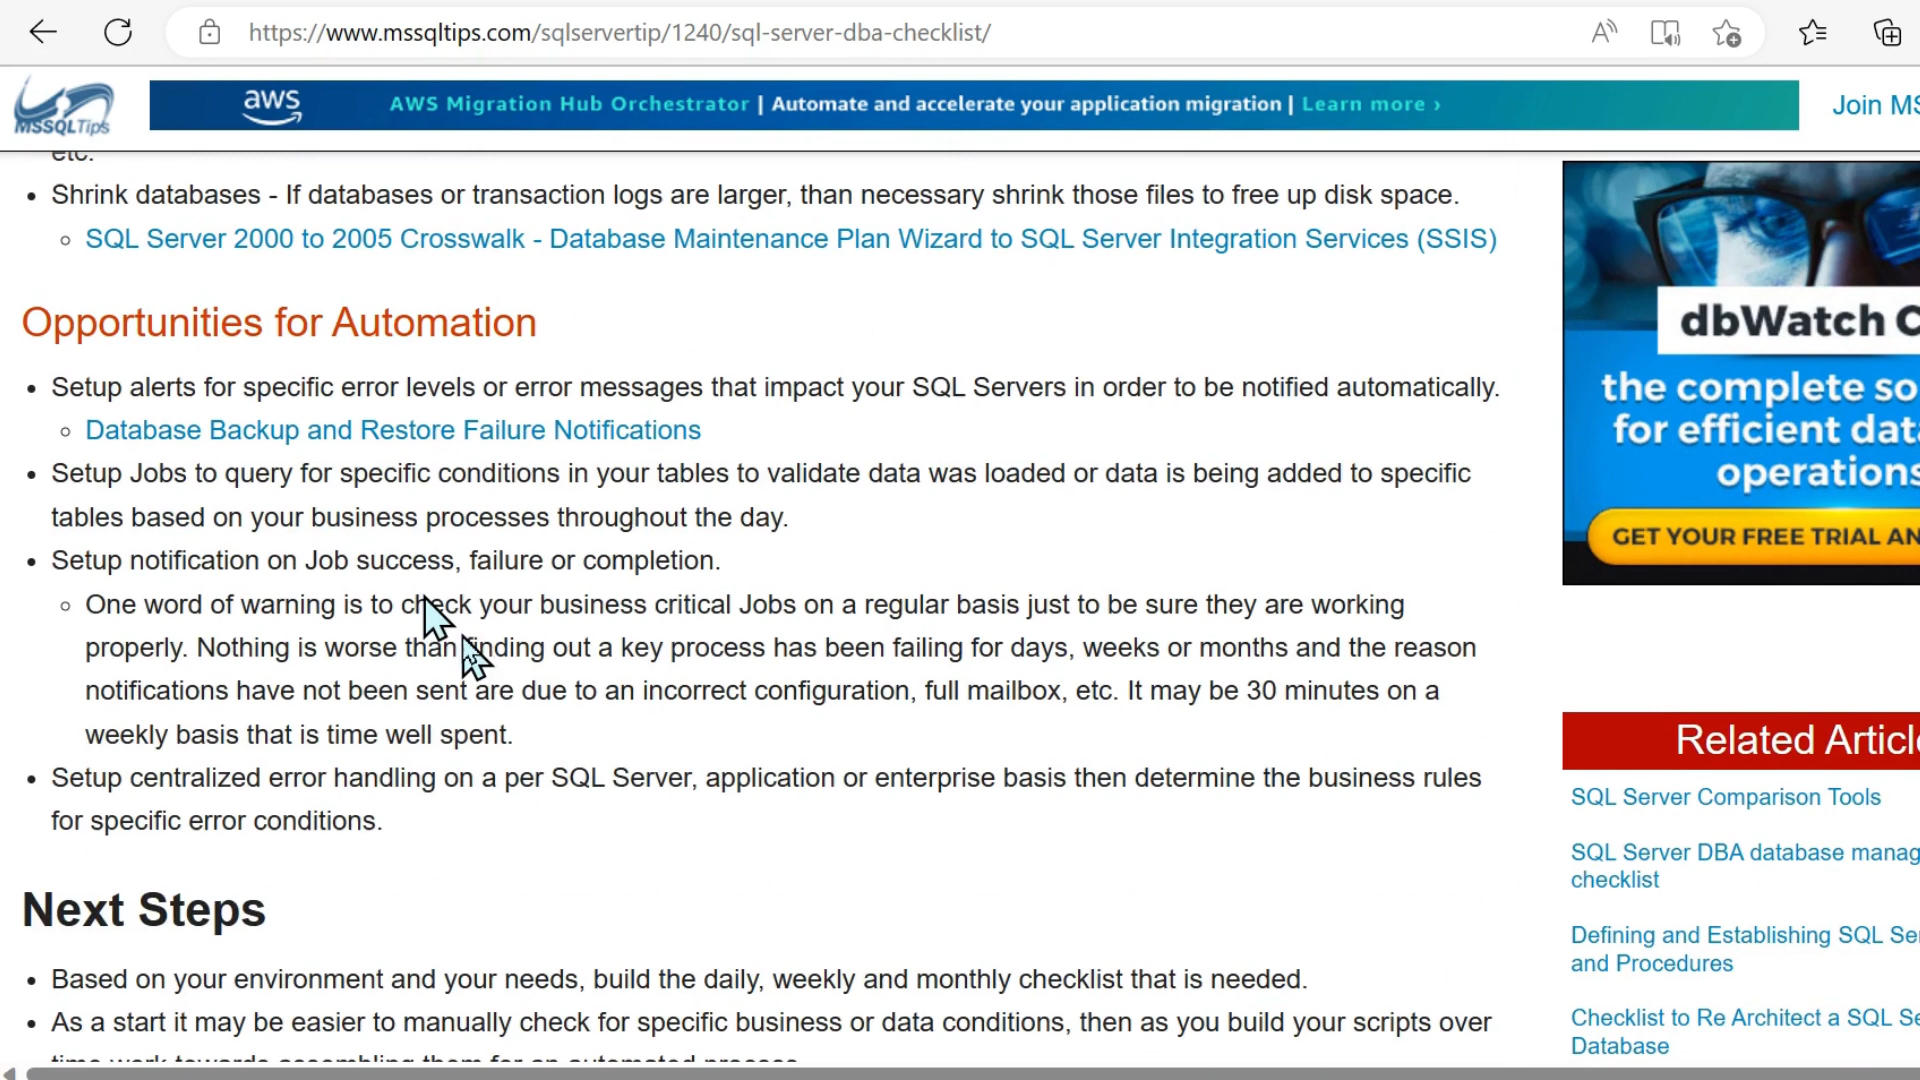 https://www.mssqltips.com/sqlservertip/1240/sql-server-dba-checklist/
MSSQLTips
aws
AWS Migration Hub Orchestrator | Automate and accelerate your application migration | Learn more ›
Join MS
etc.
• Shrink databases - If databases or transaction logs are larger, than necessary shrink those files to free up disk space.
SQL Server 2000 to 2005 Crosswalk - Database Maintenance Plan Wizard to SQL Server Integration Services (SSIS)
Opportunities for Automation
• Setup alerts for specific error levels or error messages that impact your SQL Servers in order to be notified automatically.
Database Backup and Restore Failure Notifications
• Setup Jobs to query for specific conditions in your tables to validate data was loaded or data is being added to specific
tables based on your business processes throughout the day.
• Setup notification on Job success, failure or completion.
One word of warning is to check your business critical Jobs on a regular basis just to be sure they are working
properly. Nothing is worse than finding out a key process has been failing for days, weeks or months and the reason
notifications have not been sent are due to an incorrect configuration, full mailbox, etc. It may be 30 minutes on a
weekly basis that is time well spent.
• Setup centralized error handling on a per SQL Server, application or enterprise basis then determine the business rules
for specific error conditions.
Next Steps
• Based on your environment and your needs, build the daily, weekly and monthly checklist that is needed.
• As a start it may be easier to manually check for specific business or data conditions, then as you build your scripts over
time work towards assembling them for an automated process.
dbWatch C
the complete so
for efficient data
operations
GET YOUR FREE TRIAL AN
Related Articl
SQL Server Comparison Tools
SQL Server DBA database manag
checklist
Defining and Establishing SQL Se
and Procedures
Checklist to Re Architect a SQL Se
Database